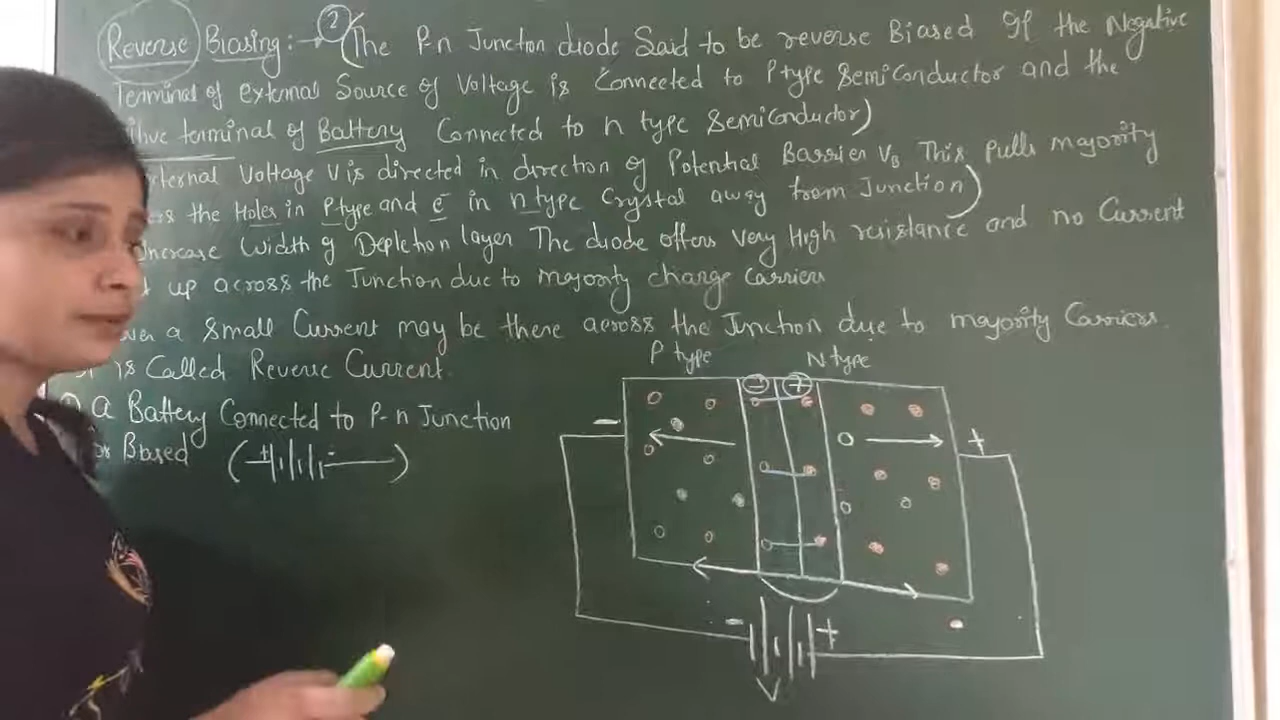 Reverse Biasing:→ ② (The P-n Junction diode Said to be reverse Biased If the Negative
Terminal of external Source of Voltage is Connected to P type Semiconductor and the
itive terminal of Battery Connected to n type Semiconductor)
ternal Voltage V is directed in direction of Potential Barrier VB This pulls majority
the Holes in P type and e⁻ in n type Crystal away from Junction)
Increase Width of Depletion layer The diode offers Very High resistance and no Current
up across the Junction due to majority charge Carriers
a Small Current may be there across the Junction due to majority Carriers.
is Called Reverse Current.
a Battery Connected to P-n Junction
Biased (+ -)
P type N type
- +
- +
- +
V